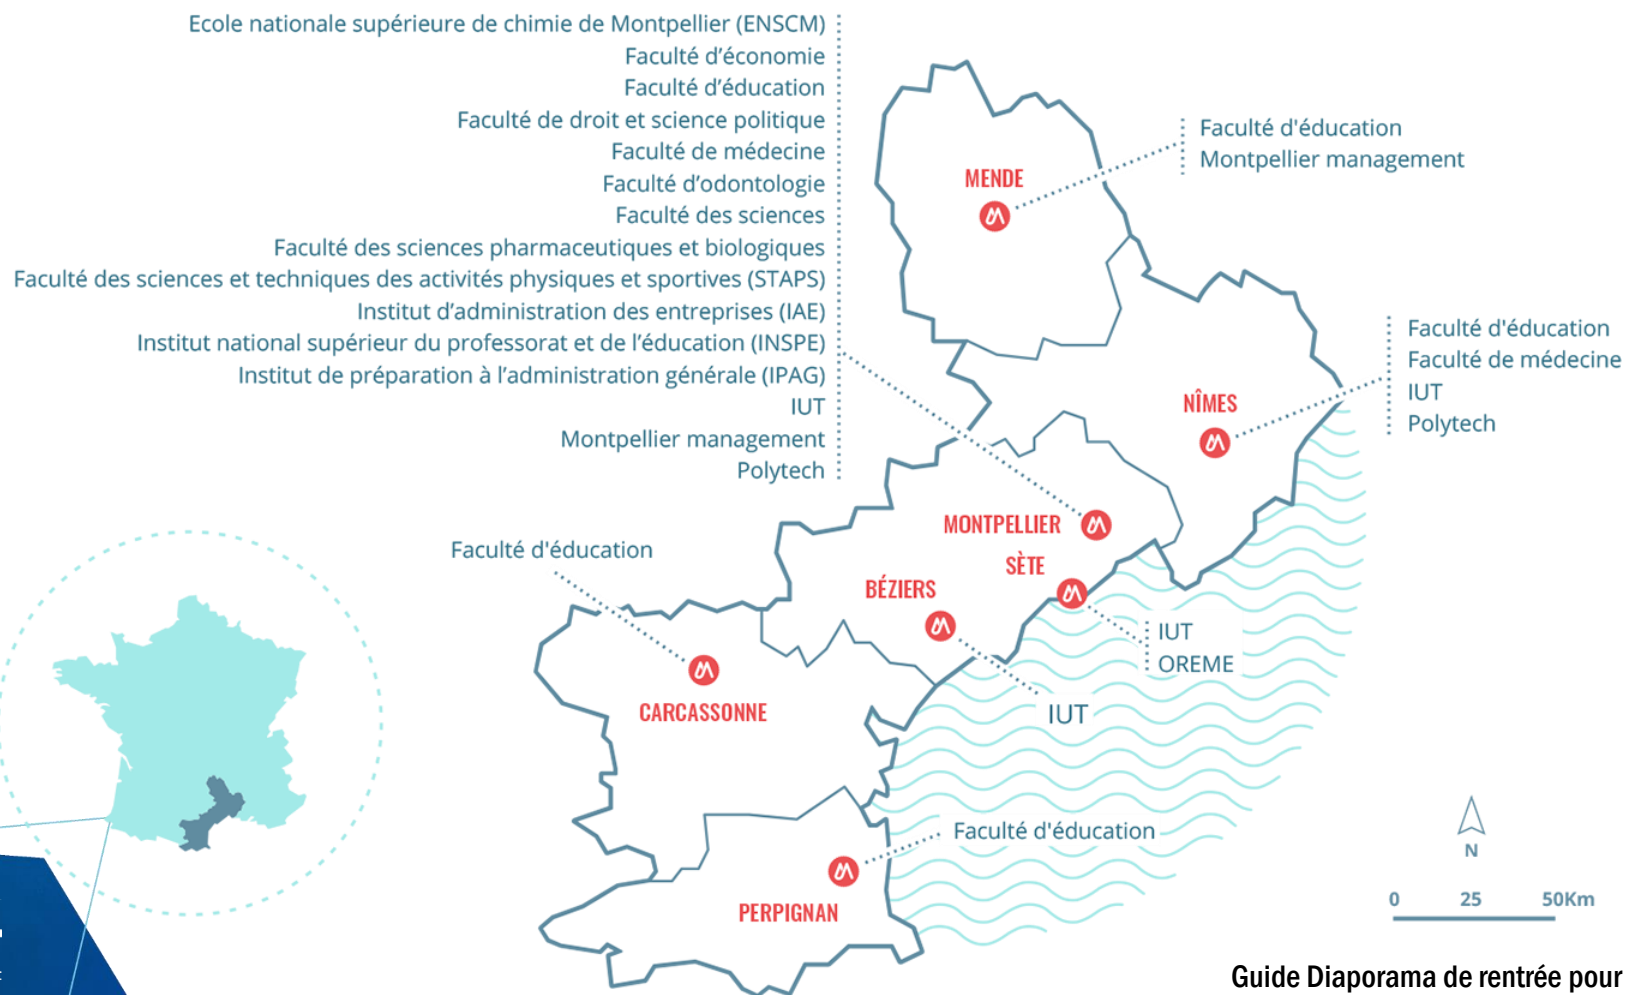 Ecole nationale supérieure de chimie de Montpellier (ENSCM)
Faculté d’économie
Faculté d’éducation
Faculté de droit et science politique
Faculté de médecine
Faculté d’odontologie
Faculté des sciences
Faculté des sciences pharmaceutiques et biologiques
Faculté des sciences et techniques des activités physiques et sportives (STAPS)
Institut d’administration des entreprises (IAE)
Institut national supérieur du professorat et de l’éducation (INSPE)
Institut de préparation à l’administration générale (IPAG)
IUT
Montpellier management
Polytech
Faculté d'éducation
Montpellier management
MENDE
Faculté d'éducation
Faculté de médecine
IUT
Polytech
NÎMES
MONTPELLIER
SÈTE
BÉZIERS
IUT
OREME
IUT
Faculté d'éducation
CARCASSONNE
Faculté d'éducation
PERPIGNAN
N
0 25 50Km
Guide Diaporama de rentrée pour